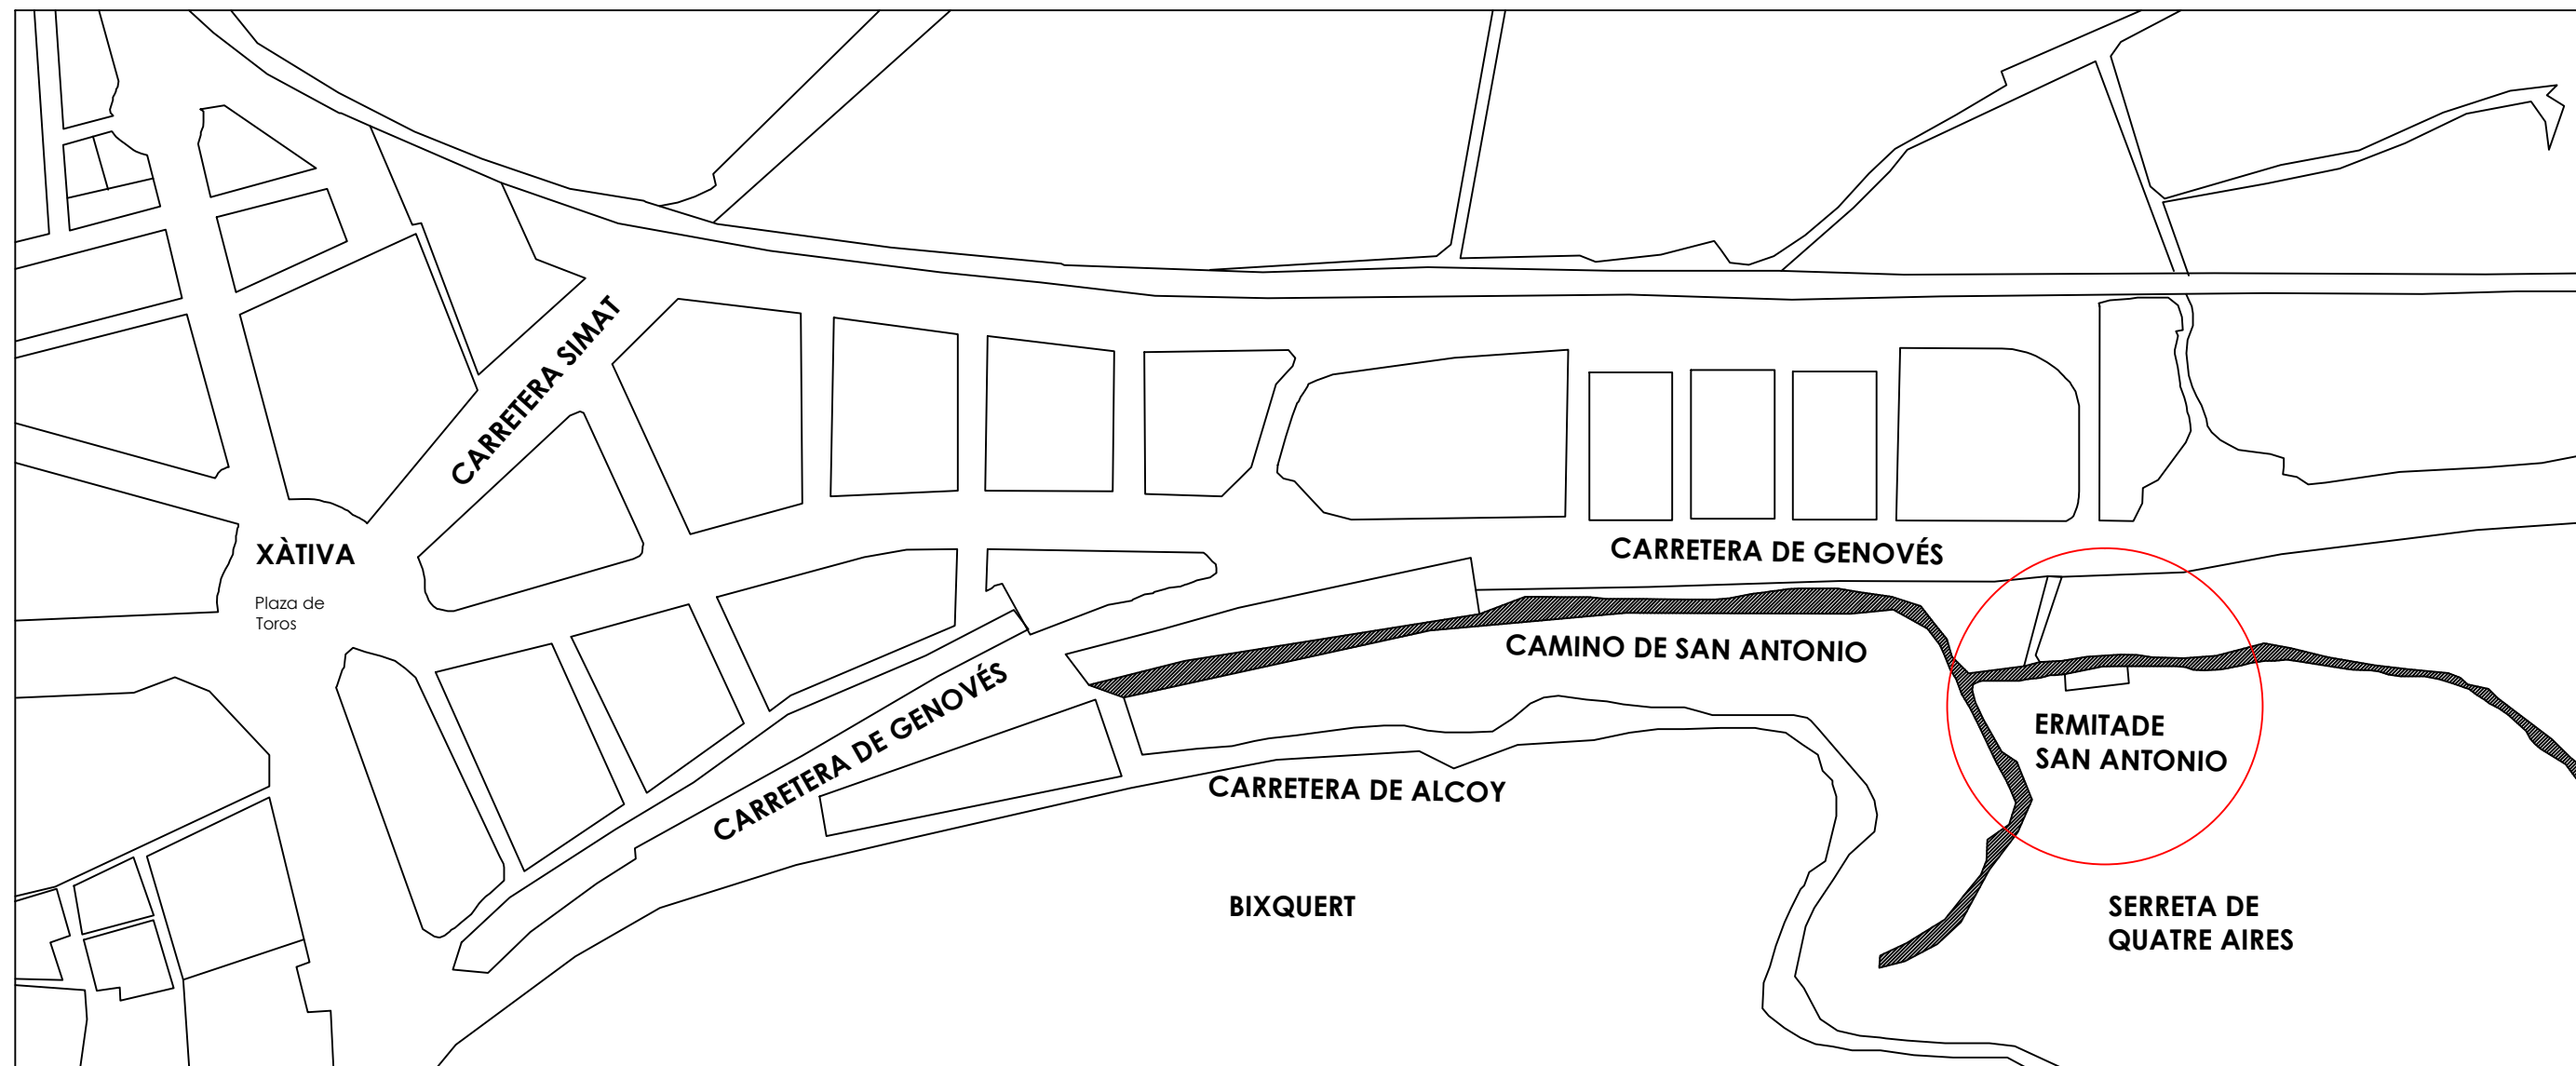 CARRETERA SIMAT
XÀTIVA
Plaza de
Toros
CARRETERA DE GENOVÉS
CARRETERA DE GENOVÉS
CAMINO DE SAN ANTONIO
ERMITADE
SAN ANTONIO
CARRETERA DE ALCOY
BIXQUERT
SERRETA DE
QUATRE AIRES